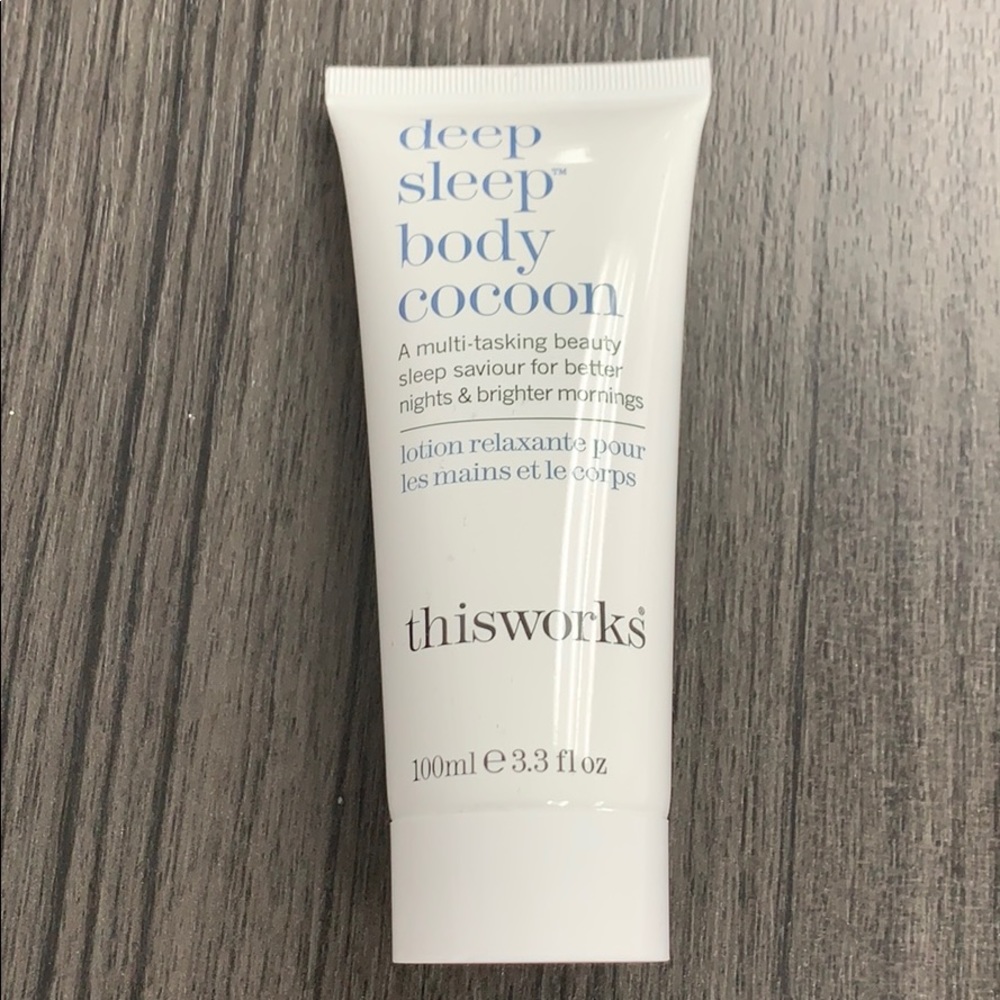 deep
sleep™
body
cocoon
A multi-tasking beauty
sleep saviour for better
nights & brighter mornings
lotion relaxante pour
les mains et le corps
thisworks®
100ml ℮ 3.3 fl oz